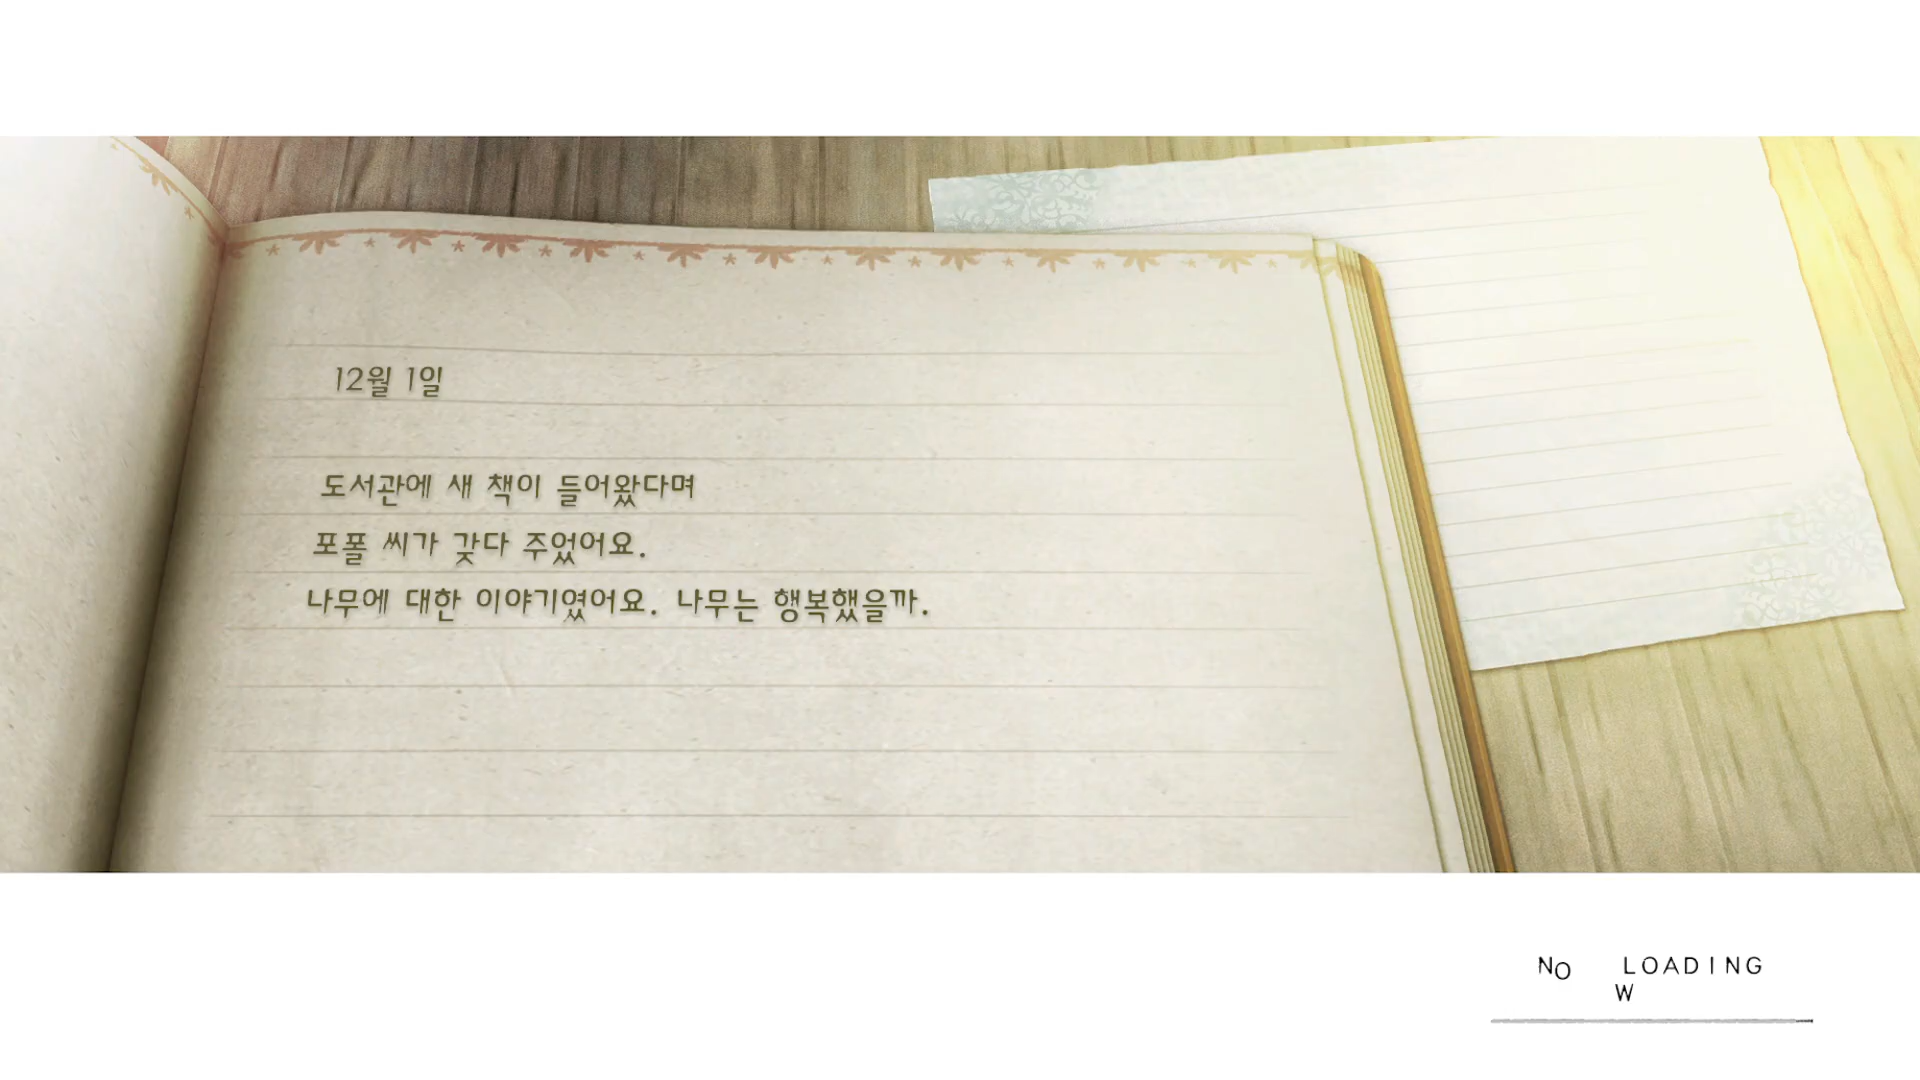 12월 1일
도서관에 새 책이 들어왔다며
포폴 씨가 갖다 주었어요.
나무에 대한 이야기였어요. 나무는 행복했을까.
NOW LOADING